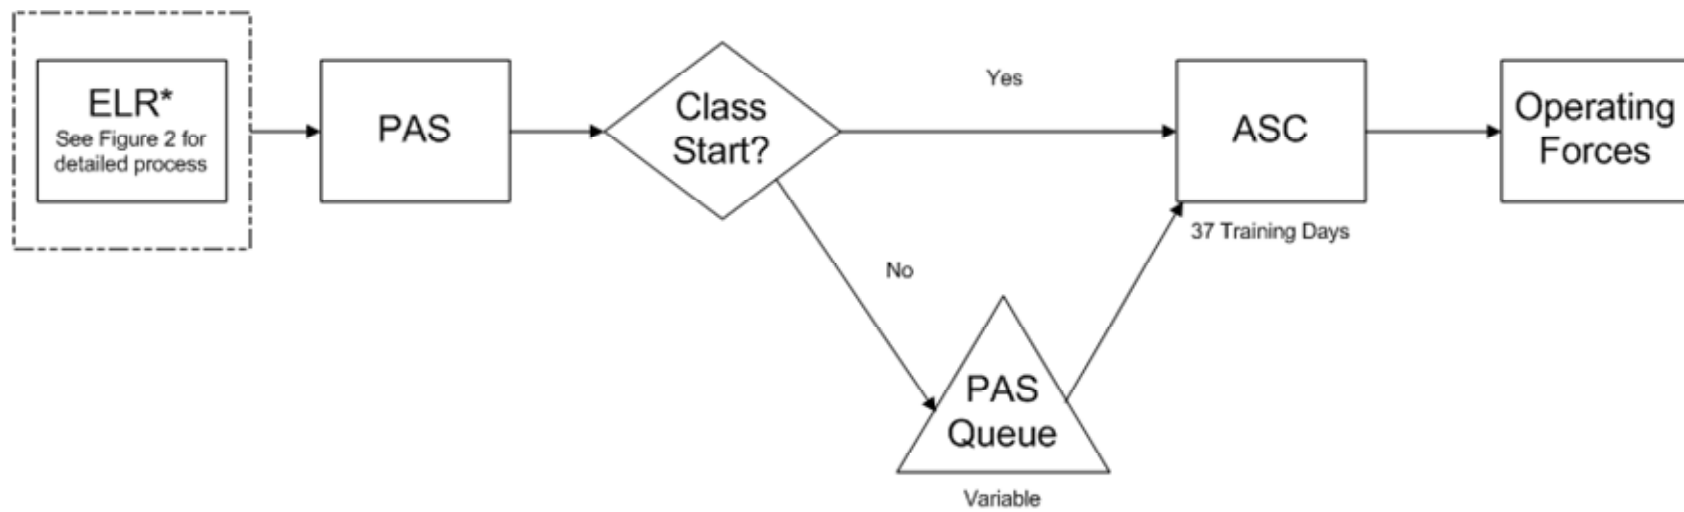 ELR*
See Figure 2 for
detailed process
PAS
Class
Start?
Yes
No
PAS
Queue
Variable
ASC
37 Training Days
Operating
Forces